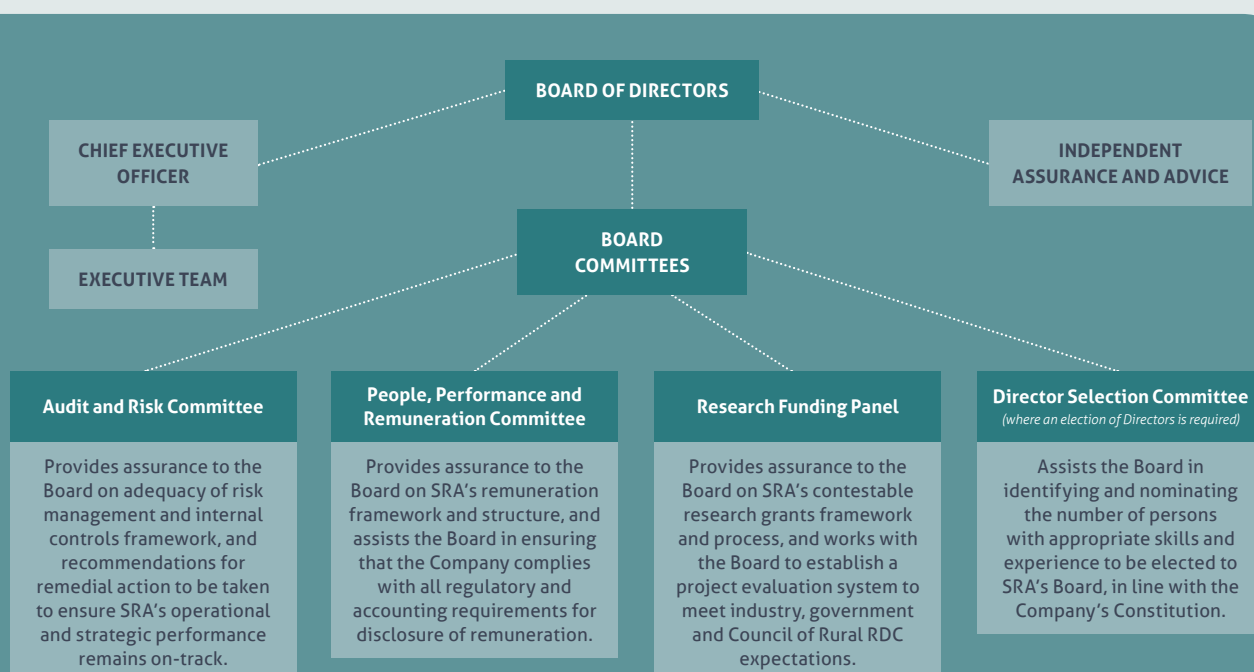 BOARD OF DIRECTORS
CHIEF EXECUTIVE
OFFICER
INDEPENDENT
ASSURANCE AND ADVICE
BOARD
COMMITTEES
EXECUTIVE TEAM
Audit and Risk Committee
Provides assurance to the
Board on adequacy of risk
management and internal
controls framework, and
recommendations for
remedial action to be taken
to ensure SRA's operational
and strategic performance
remains on-track.
People, Performance and
Remuneration Committee
Provides assurance to the
Board on SRA's remuneration
framework and structure, and
assists the Board in ensuring
that the Company complies
with all regulatory and
accounting requirements for
disclosure of remuneration.
Research Funding Panel
Provides assurance to the
Board on SRA's contestable
research grants framework
and process, and works with
the Board to establish a
project evaluation system to
meet industry, government
and Council of Rural RDC
expectations.
Director Selection Committee
(where an election of Directors is required)
Assists the Board in
identifying and nominating
the number of persons
with appropriate skills and
experience to be elected to
SRA's Board, in line with the
Company's Constitution.